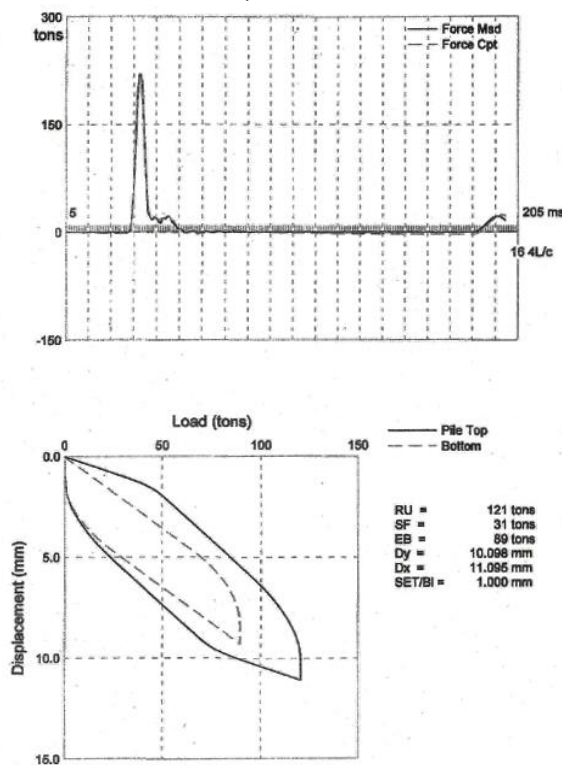 300
tons
Force Msd
Force Cpt
150
5
205 ms
0
16 4L/c
-150
Load (tons)
0 50 100 150
Pile Top
Bottom
0.0
5.0
10.0
15.0
Displacement (mm)
RU = 121 tons
SF = 31 tons
EB = 89 tons
Dy = 10.098 mm
Dx = 11.095 mm
SET/Bl = 1.000 mm